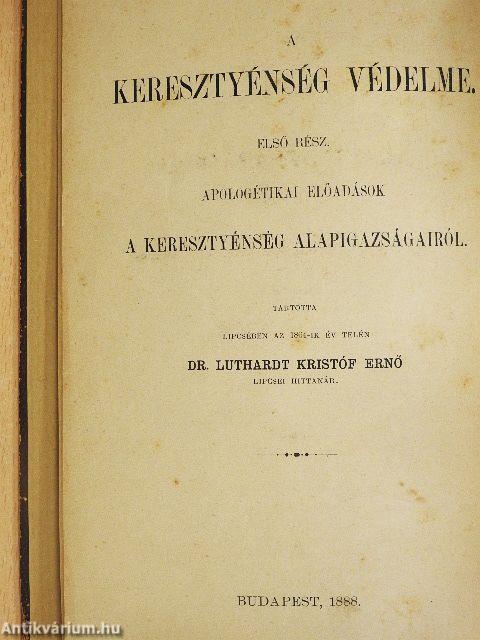 A
KERESZTYÉNSÉG VÉDELME.
ELSŐ RÉSZ.
APOLOGÉTIKAI ELŐADÁSOK
A KERESZTYÉNSÉG ALAPIGAZSÁGAIRÓL.
TARTOTTA
LIPCSÉBEN AZ 1864-IK ÉV TELÉN
DR. LUTHARDT KRISTÓF ERNŐ
LIPCSEI HITTANÁR.
BUDAPEST, 1888.
Antikvárium.hu